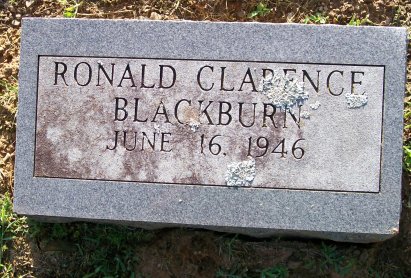 RONALD CLARENCE
BLACKBURN
JUNE 16, 1946